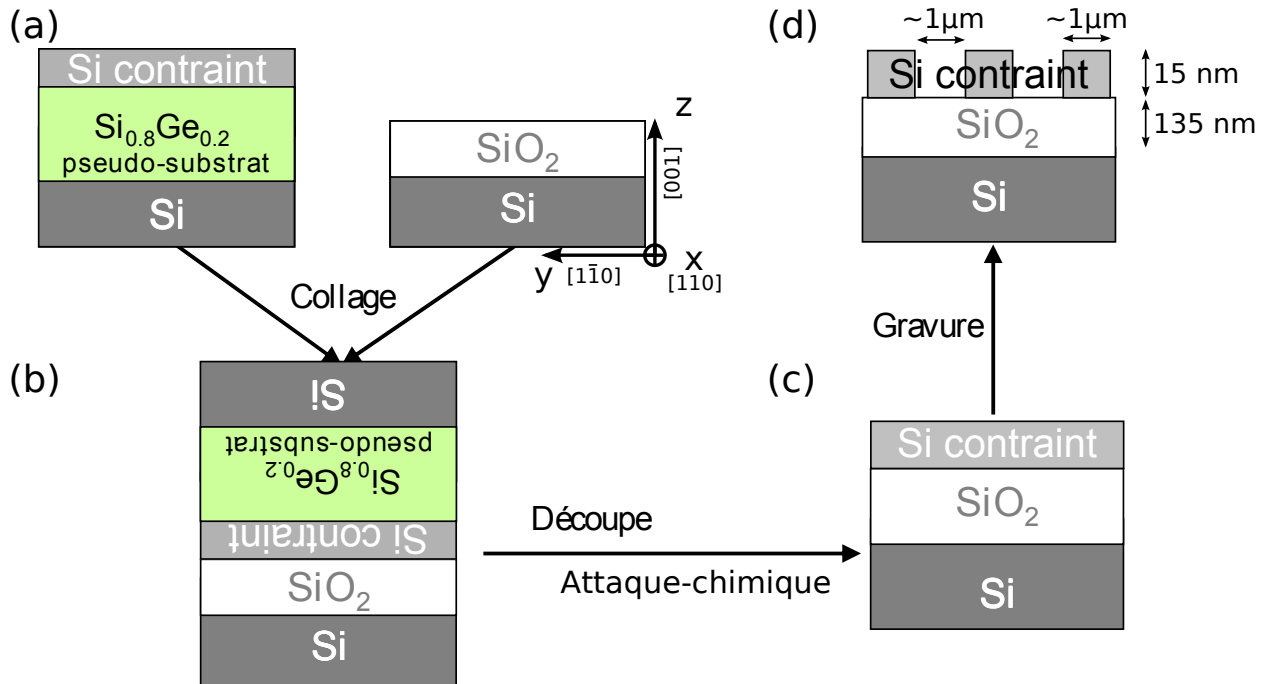 (a)
Si contraint
Si0.8Ge0.2
pseudo-substrat
Si
SiO2
Si
z
[001]
y [11̄0]
x
[110]
Collage
(b)
Si
pseudo-substrat
Si0.8Ge0.2
Si contraint
SiO2
Si
Découpe
Attaque-chimique
(c)
Si contraint
SiO2
Si
Gravure
(d)
~1µm
~1µm
Si contraint
15 nm
SiO2
135 nm
Si